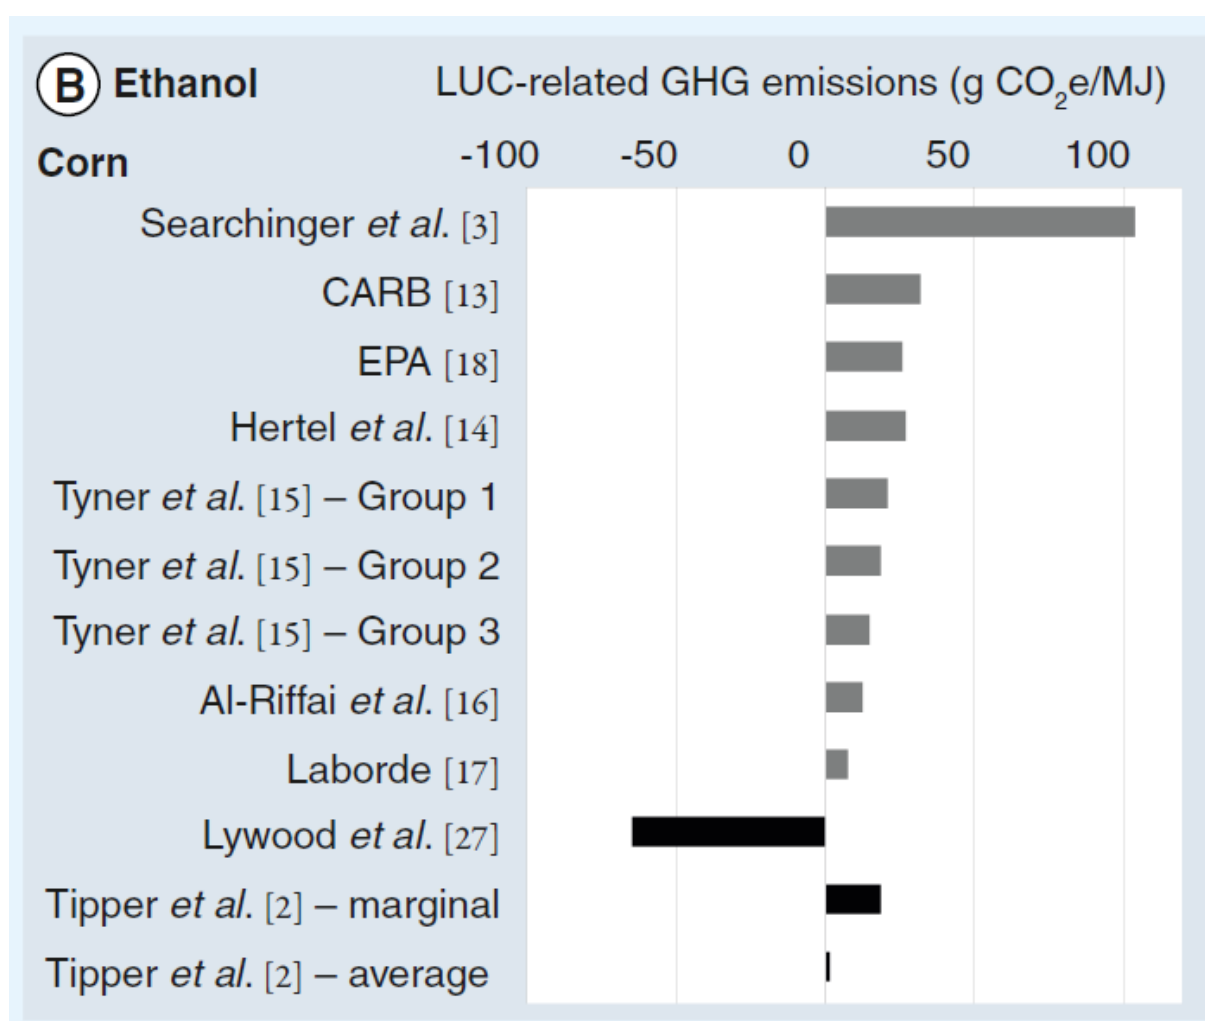 B Ethanol LUC-related GHG emissions (g CO₂e/MJ)
Corn -100 -50 0 50 100
Searchinger et al. [3]
CARB [13]
EPA [18]
Hertel et al. [14]
Tyner et al. [15] – Group 1
Tyner et al. [15] – Group 2
Tyner et al. [15] – Group 3
Al-Riffai et al. [16]
Laborde [17]
Lywood et al. [27]
Tipper et al. [2] – marginal
Tipper et al. [2] – average